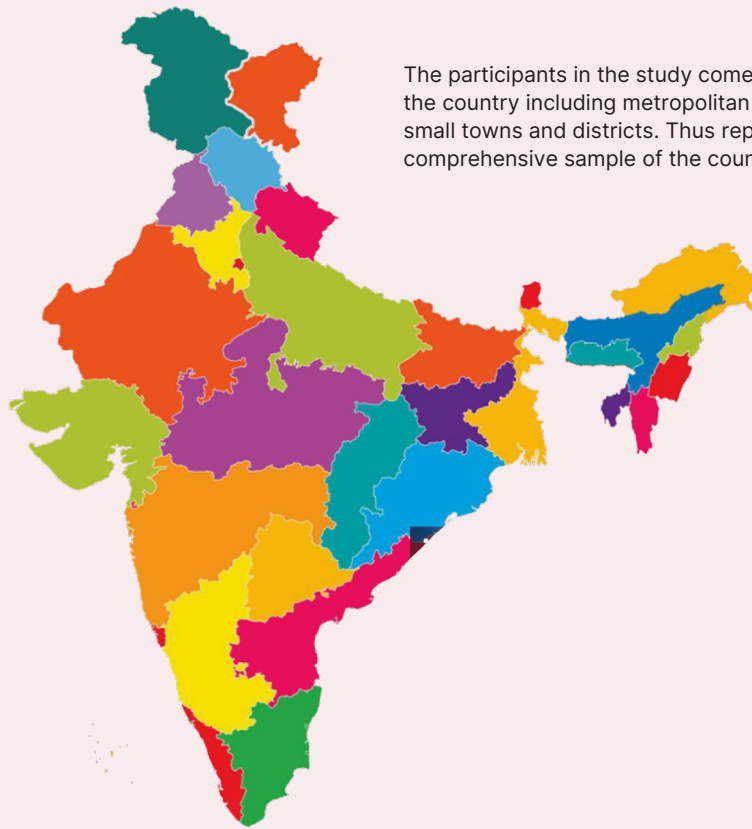 The participants in the study come
the country including metropolitan
small towns and districts. Thus rep
comprehensive sample of the coun